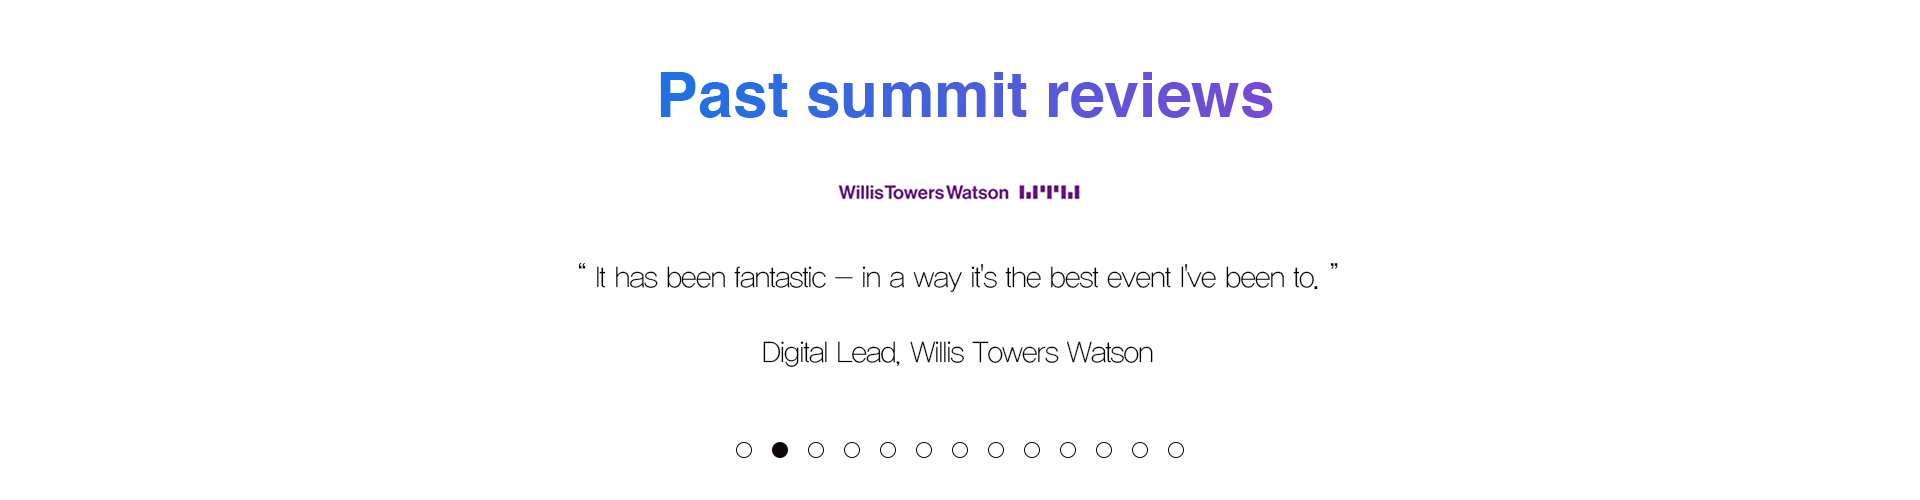 Past summit reviews
WillisTowersWatson
“ It has been fantastic – in a way it's the best event I've been to. ”
Digital Lead, Willis Towers Watson